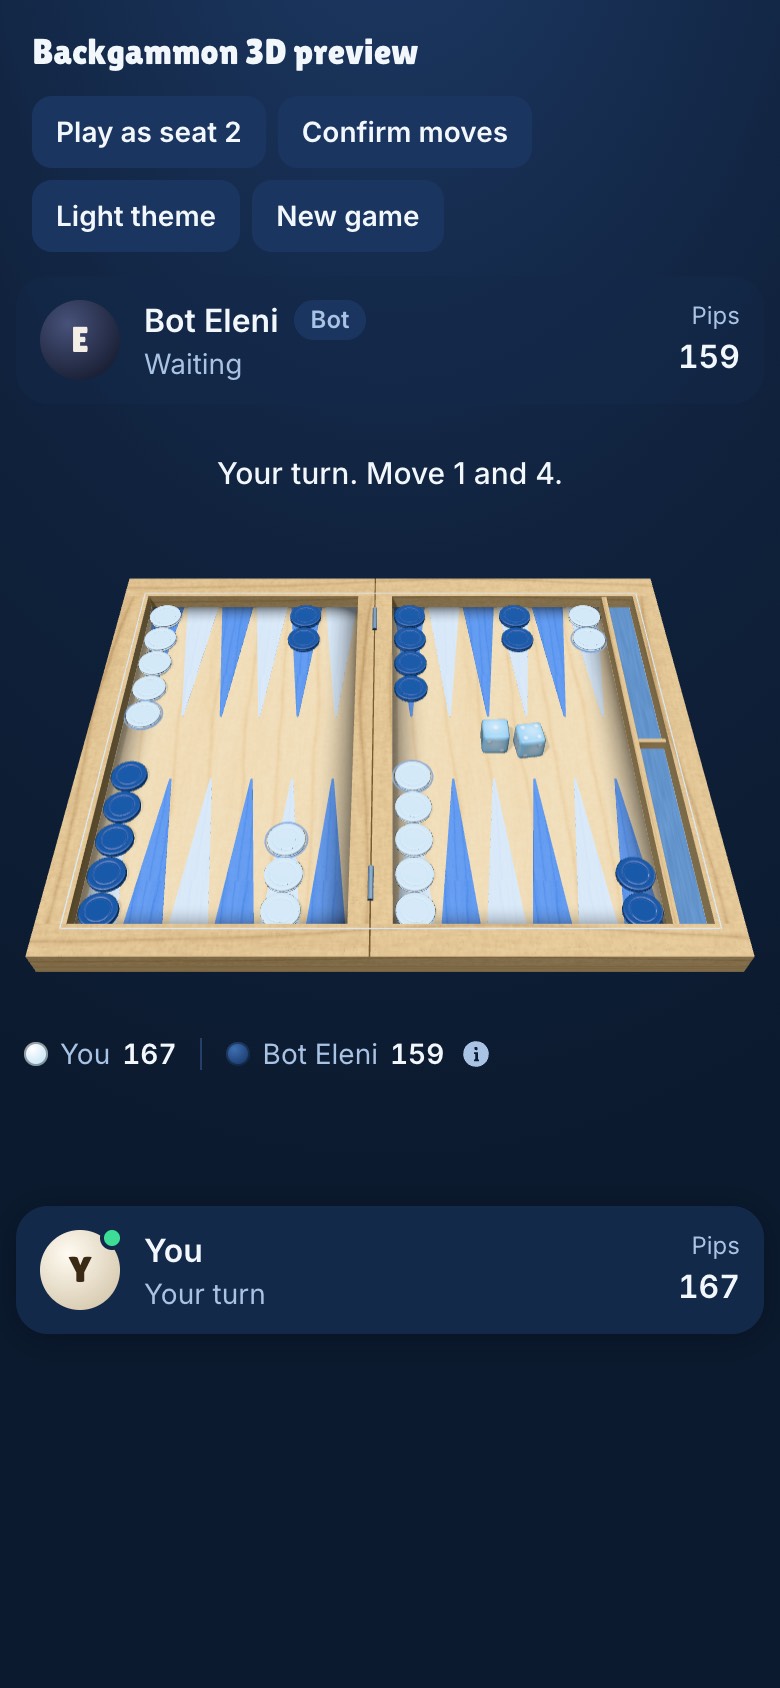 Backgammon 3D preview
Play as seat 2
Confirm moves
Light theme
New game
E
Bot Eleni
Bot
Waiting
Pips
159
Your turn. Move 1 and 4.
You 167
Bot Eleni 159
i
Y
You
Your turn
Pips
167